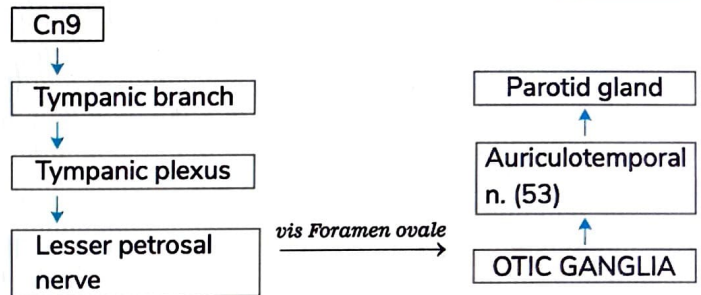 Cn9
Tympanic branch
Tympanic plexus
Lesser petrosal
nerve
vis Foramen ovale
Parotid gland
Auriculotemporal
n. (53)
OTIC GANGLIA